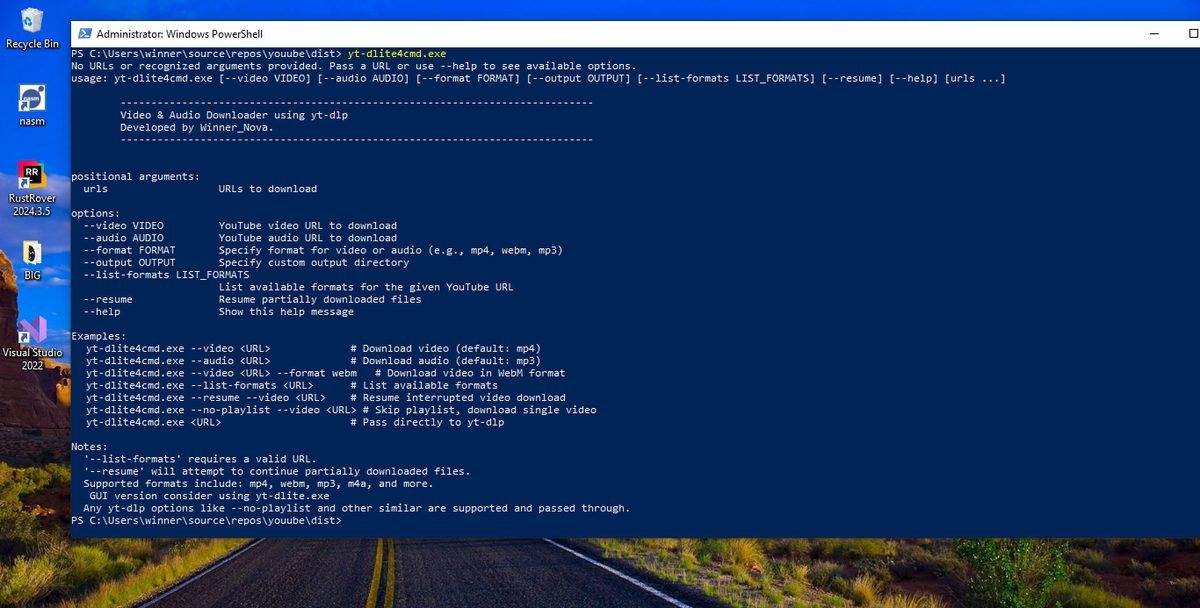 Recycle Bin
nasm
nasm
RR
RustRover
2024.3.5
BIG
Visual Studio
2022
Administrator: Windows PowerShell
PS C:\Users\winner\source\repos\youube\dist> yt-dlite4cmd.exe
No URLs or recognized arguments provided. Pass a URL or use --help to see available options.
usage: yt-dlite4cmd.exe [--video VIDEO] [--audio AUDIO] [--format FORMAT] [--output OUTPUT] [--list-formats LIST_FORMATS] [--resume] [--help] [urls ...]
-----------------------------------------------------------------------------
Video & Audio Downloader using yt-dlp
Developed by Winner_Nova.
-----------------------------------------------------------------------------
positional arguments:
urls                  URLs to download
options:
--video VIDEO         YouTube video URL to download
--audio AUDIO         YouTube audio URL to download
--format FORMAT       Specify format for video or audio (e.g., mp4, webm, mp3)
--output OUTPUT       Specify custom output directory
--list-formats LIST_FORMATS
List available formats for the given YouTube URL
--resume              Resume partially downloaded files
--help                Show this help message
Examples:
yt-dlite4cmd.exe --video <URL>             # Download video (default: mp4)
yt-dlite4cmd.exe --audio <URL>             # Download audio (default: mp3)
yt-dlite4cmd.exe --video <URL> --format webm   # Download video in WebM format
yt-dlite4cmd.exe --list-formats <URL>      # List available formats
yt-dlite4cmd.exe --resume --video <URL>    # Resume interrupted video download
yt-dlite4cmd.exe --no-playlist --video <URL> # Skip playlist, download single video
yt-dlite4cmd.exe <URL>                     # Pass directly to yt-dlp
Notes:
'--list-formats' requires a valid URL.
'--resume' will attempt to continue partially downloaded files.
Supported formats include: mp4, webm, mp3, m4a, and more.
GUI version consider using yt-dlite.exe
Any yt-dlp options like --no-playlist and other similar are supported and passed through.
PS C:\Users\winner\source\repos\youube\dist>